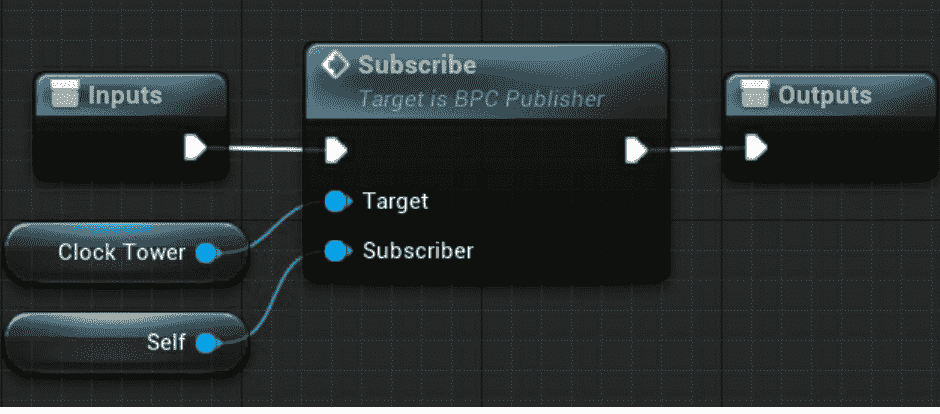 Inputs
Subscribe
Target is BPC Publisher
Outputs
Target
Subscriber
Clock Tower
Self